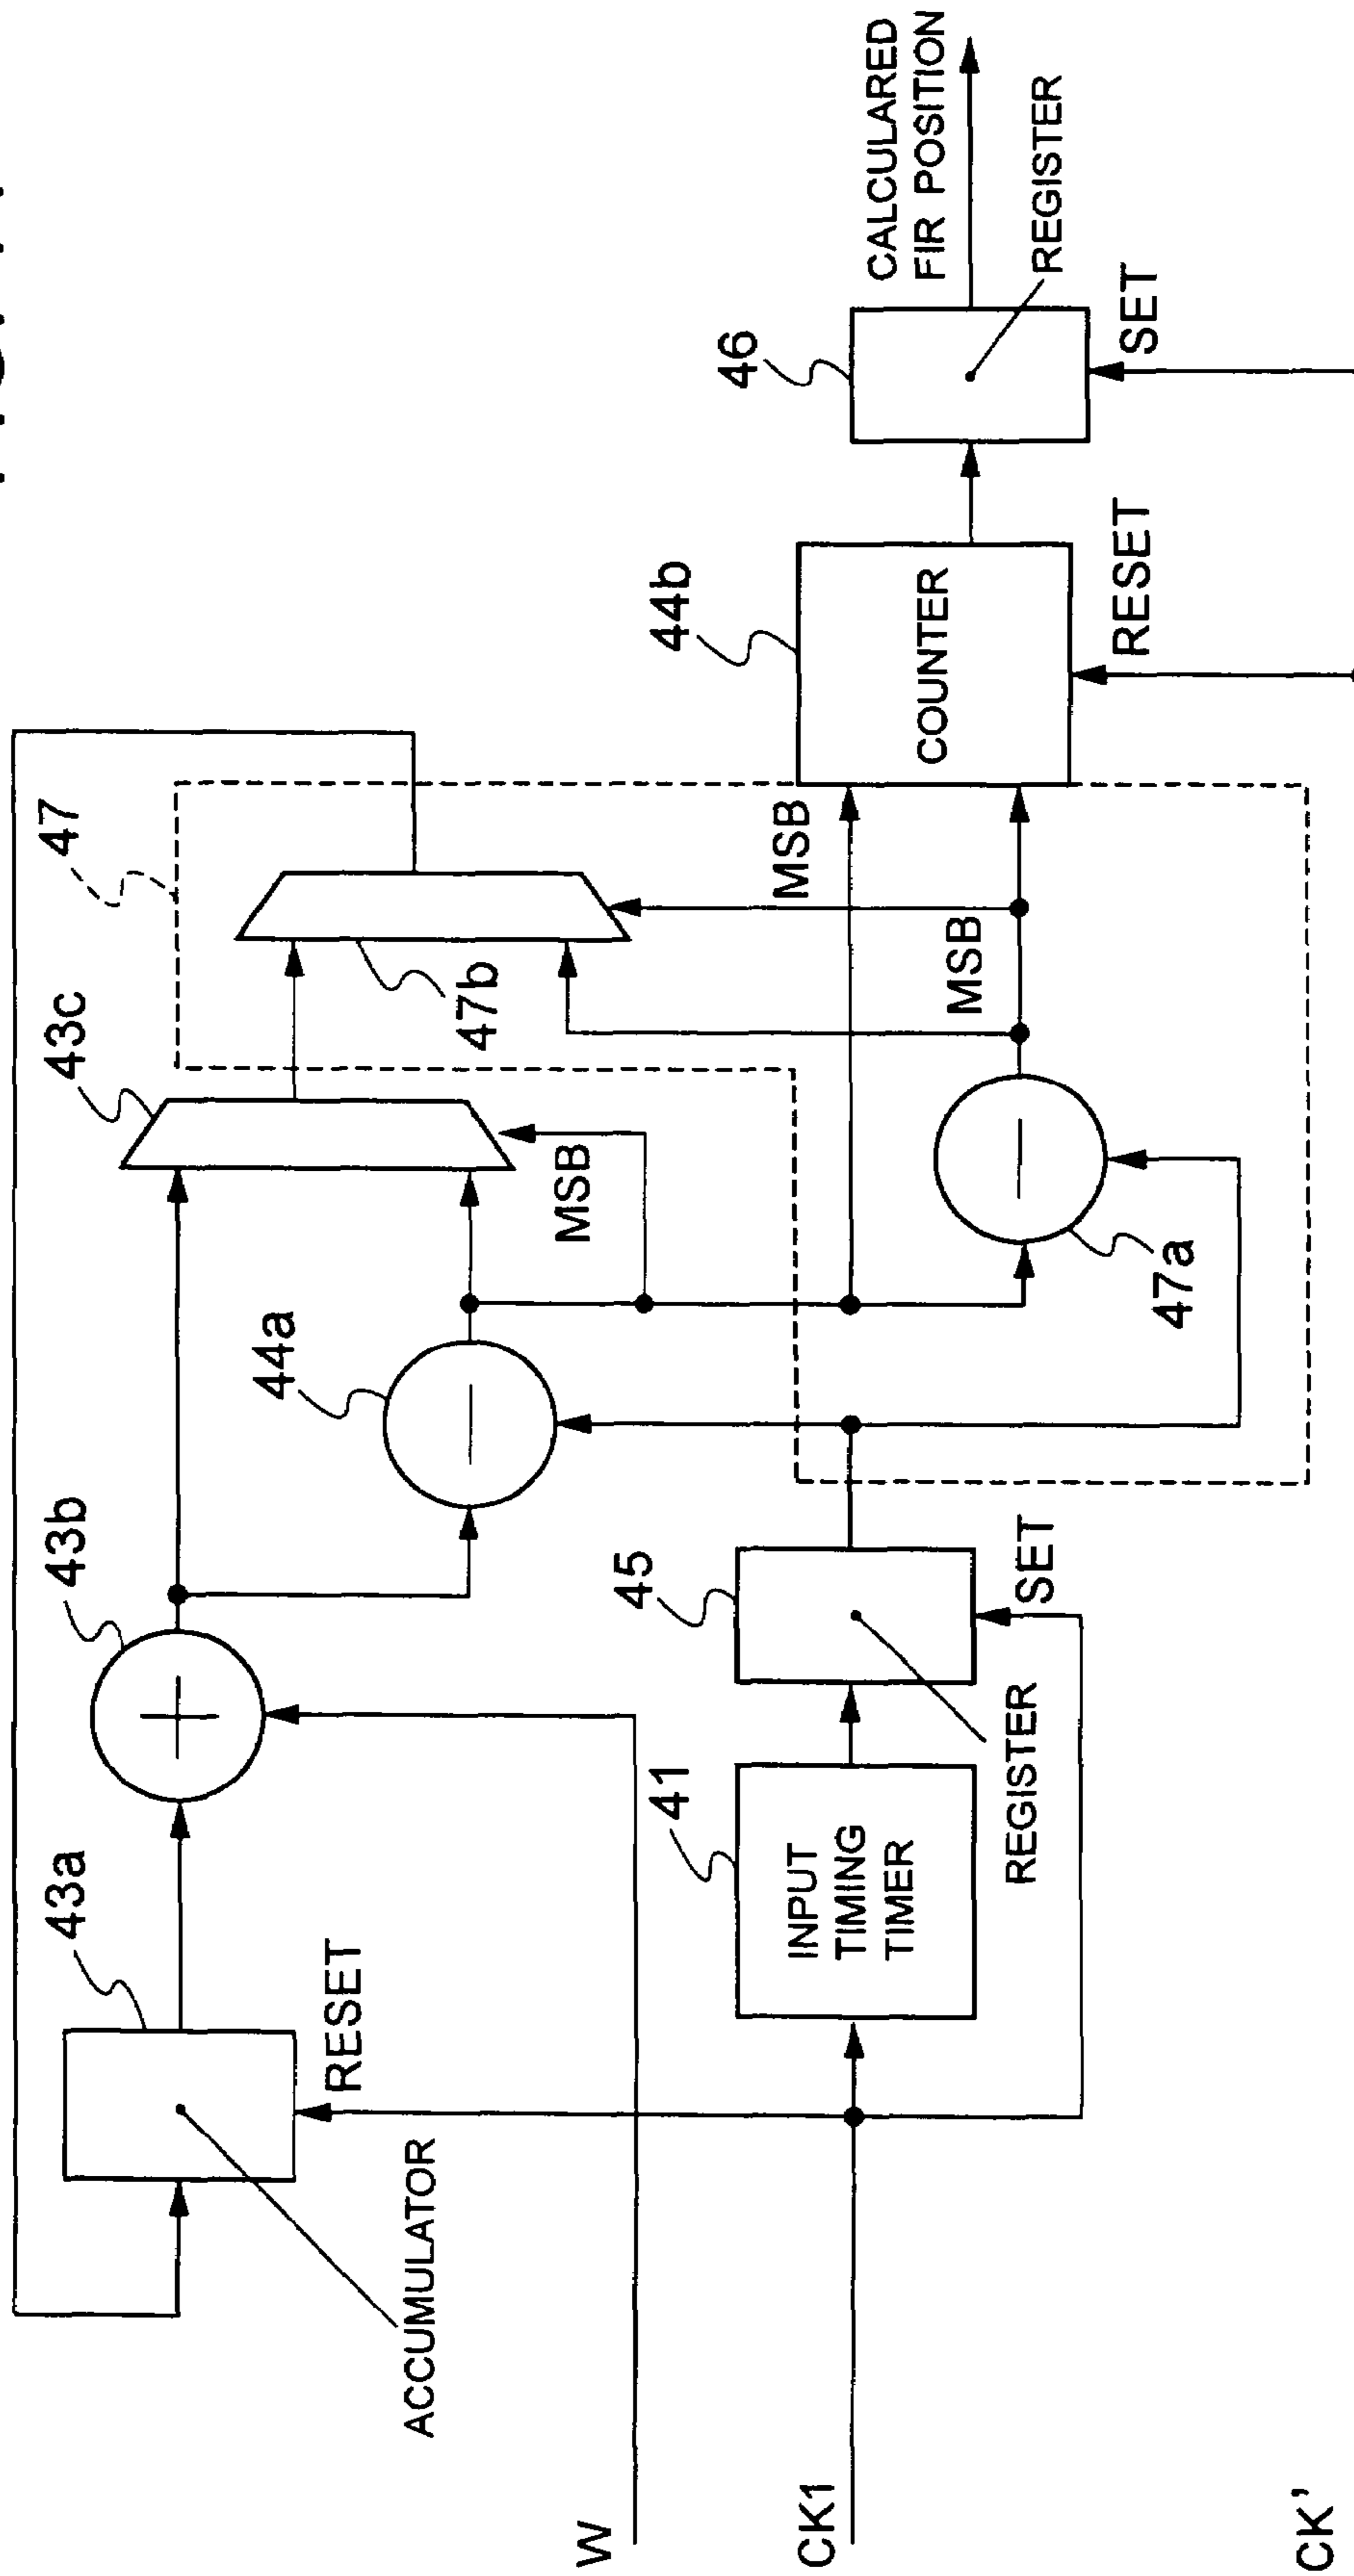 47
43c
43b
43a
RESET
ACCUMULATOR
44a
MSB
47b
MSB
MSB
44b
COUNTER
RESET
46
CALCULARED
FIR POSITION
REGISTER
SET
W
CK1
41
INPUT
TIMING
TIMER
45
REGISTER
SET
47a
CK'